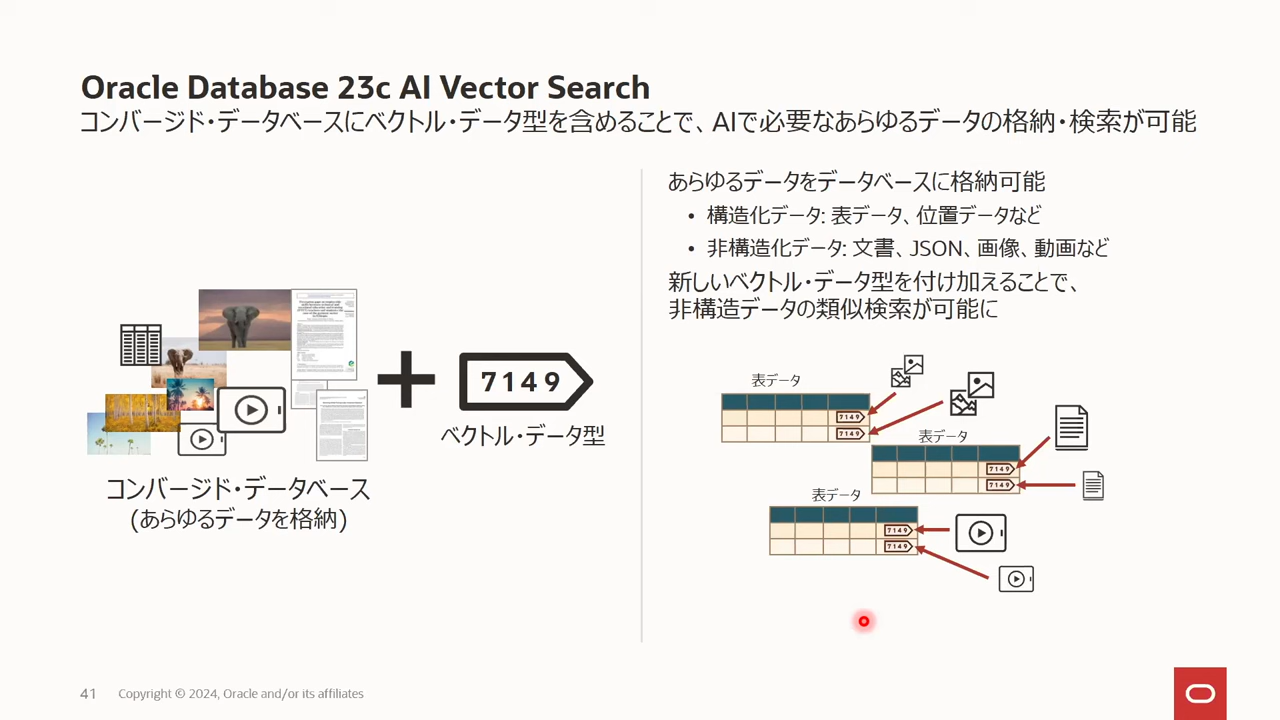 Oracle Database 23c AI Vector Search
コンバージド・データベースにベクトル・データ型を含めることで、AIで必要なあらゆるデータの格納・検索が可能
7149
ベクトル・データ型
コンバージド・データベース
(あらゆるデータを格納)
あらゆるデータをデータベースに格納可能
• 構造化データ: 表データ、位置データなど
• 非構造化データ: 文書、JSON、画像、動画など
新しいベクトル・データ型を付け加えることで、
非構造データの類似検索が可能に
表データ
7149
7149
表データ
7149
7149
表データ
7149
7149
41 Copyright © 2024, Oracle and/or its affiliates